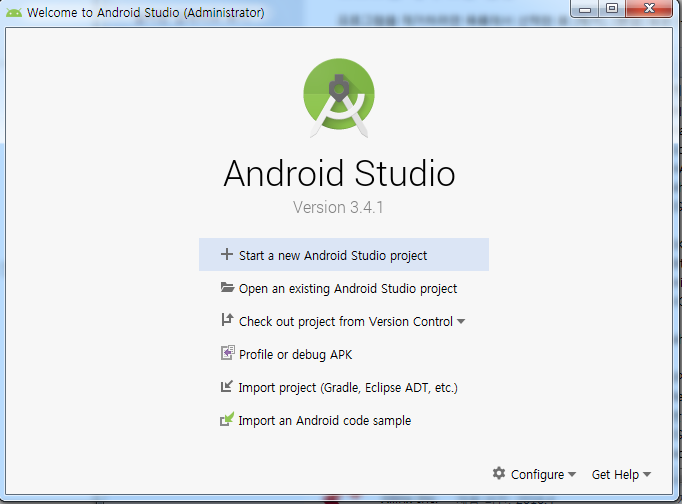 Welcome to Android Studio (Administrator)
Android Studio
Version 3.4.1
Start a new Android Studio project
Open an existing Android Studio project
Check out project from Version Control
Profile or debug APK
Import project (Gradle, Eclipse ADT, etc.)
Import an Android code sample
Configure
Get Help